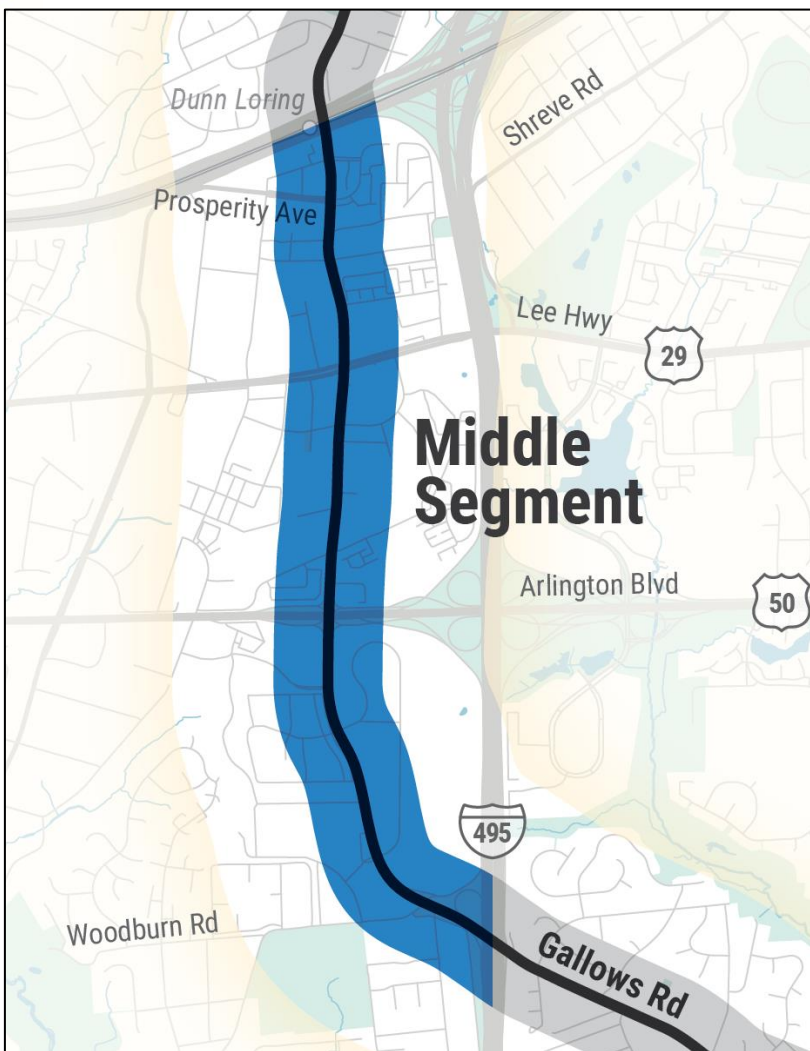 Dunn Loring
Shreve Rd
Prosperity Ave
Lee Hwy
29
Middle
Segment
Arlington Blvd
50
495
Woodburn Rd
Gallows Rd